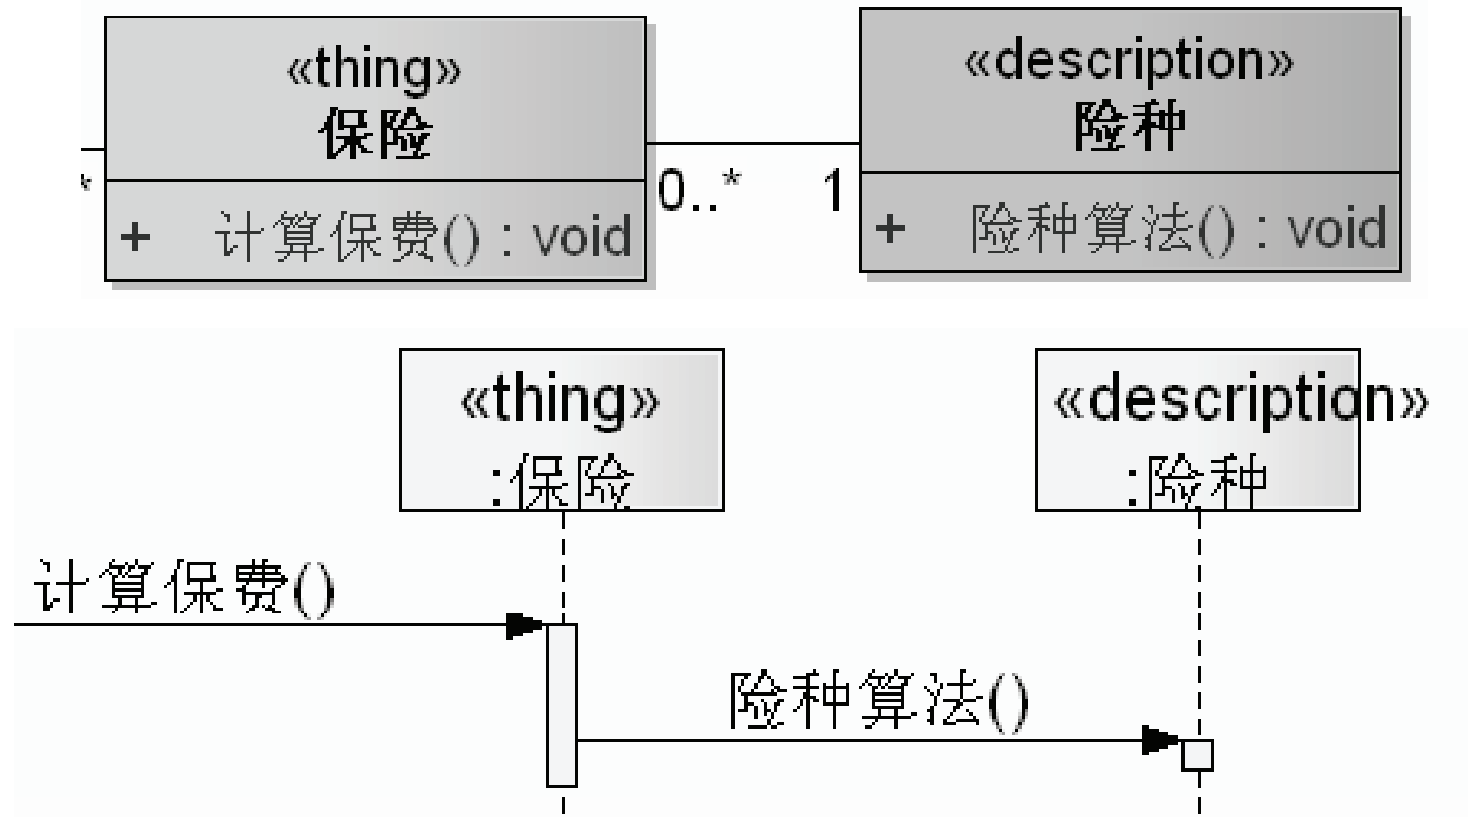 «thing»
保险
+ 计算保费() : void
*
0..*
1
«description»
险种
+ 险种算法() : void
«thing»
:保险
«description»
:险种
计算保费()
险种算法()